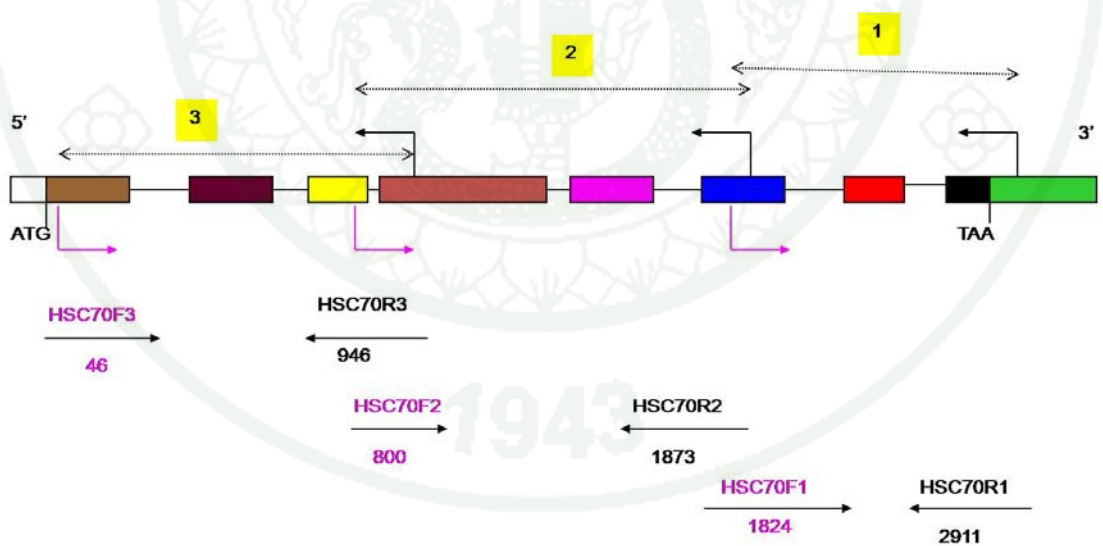 1
2
3
5'
3'
ATG
TAA
HSC70F3
HSC70R3
46
946
HSC70F2
HSC70R2
800
1873
HSC70F1
HSC70R1
1824
2911
1943